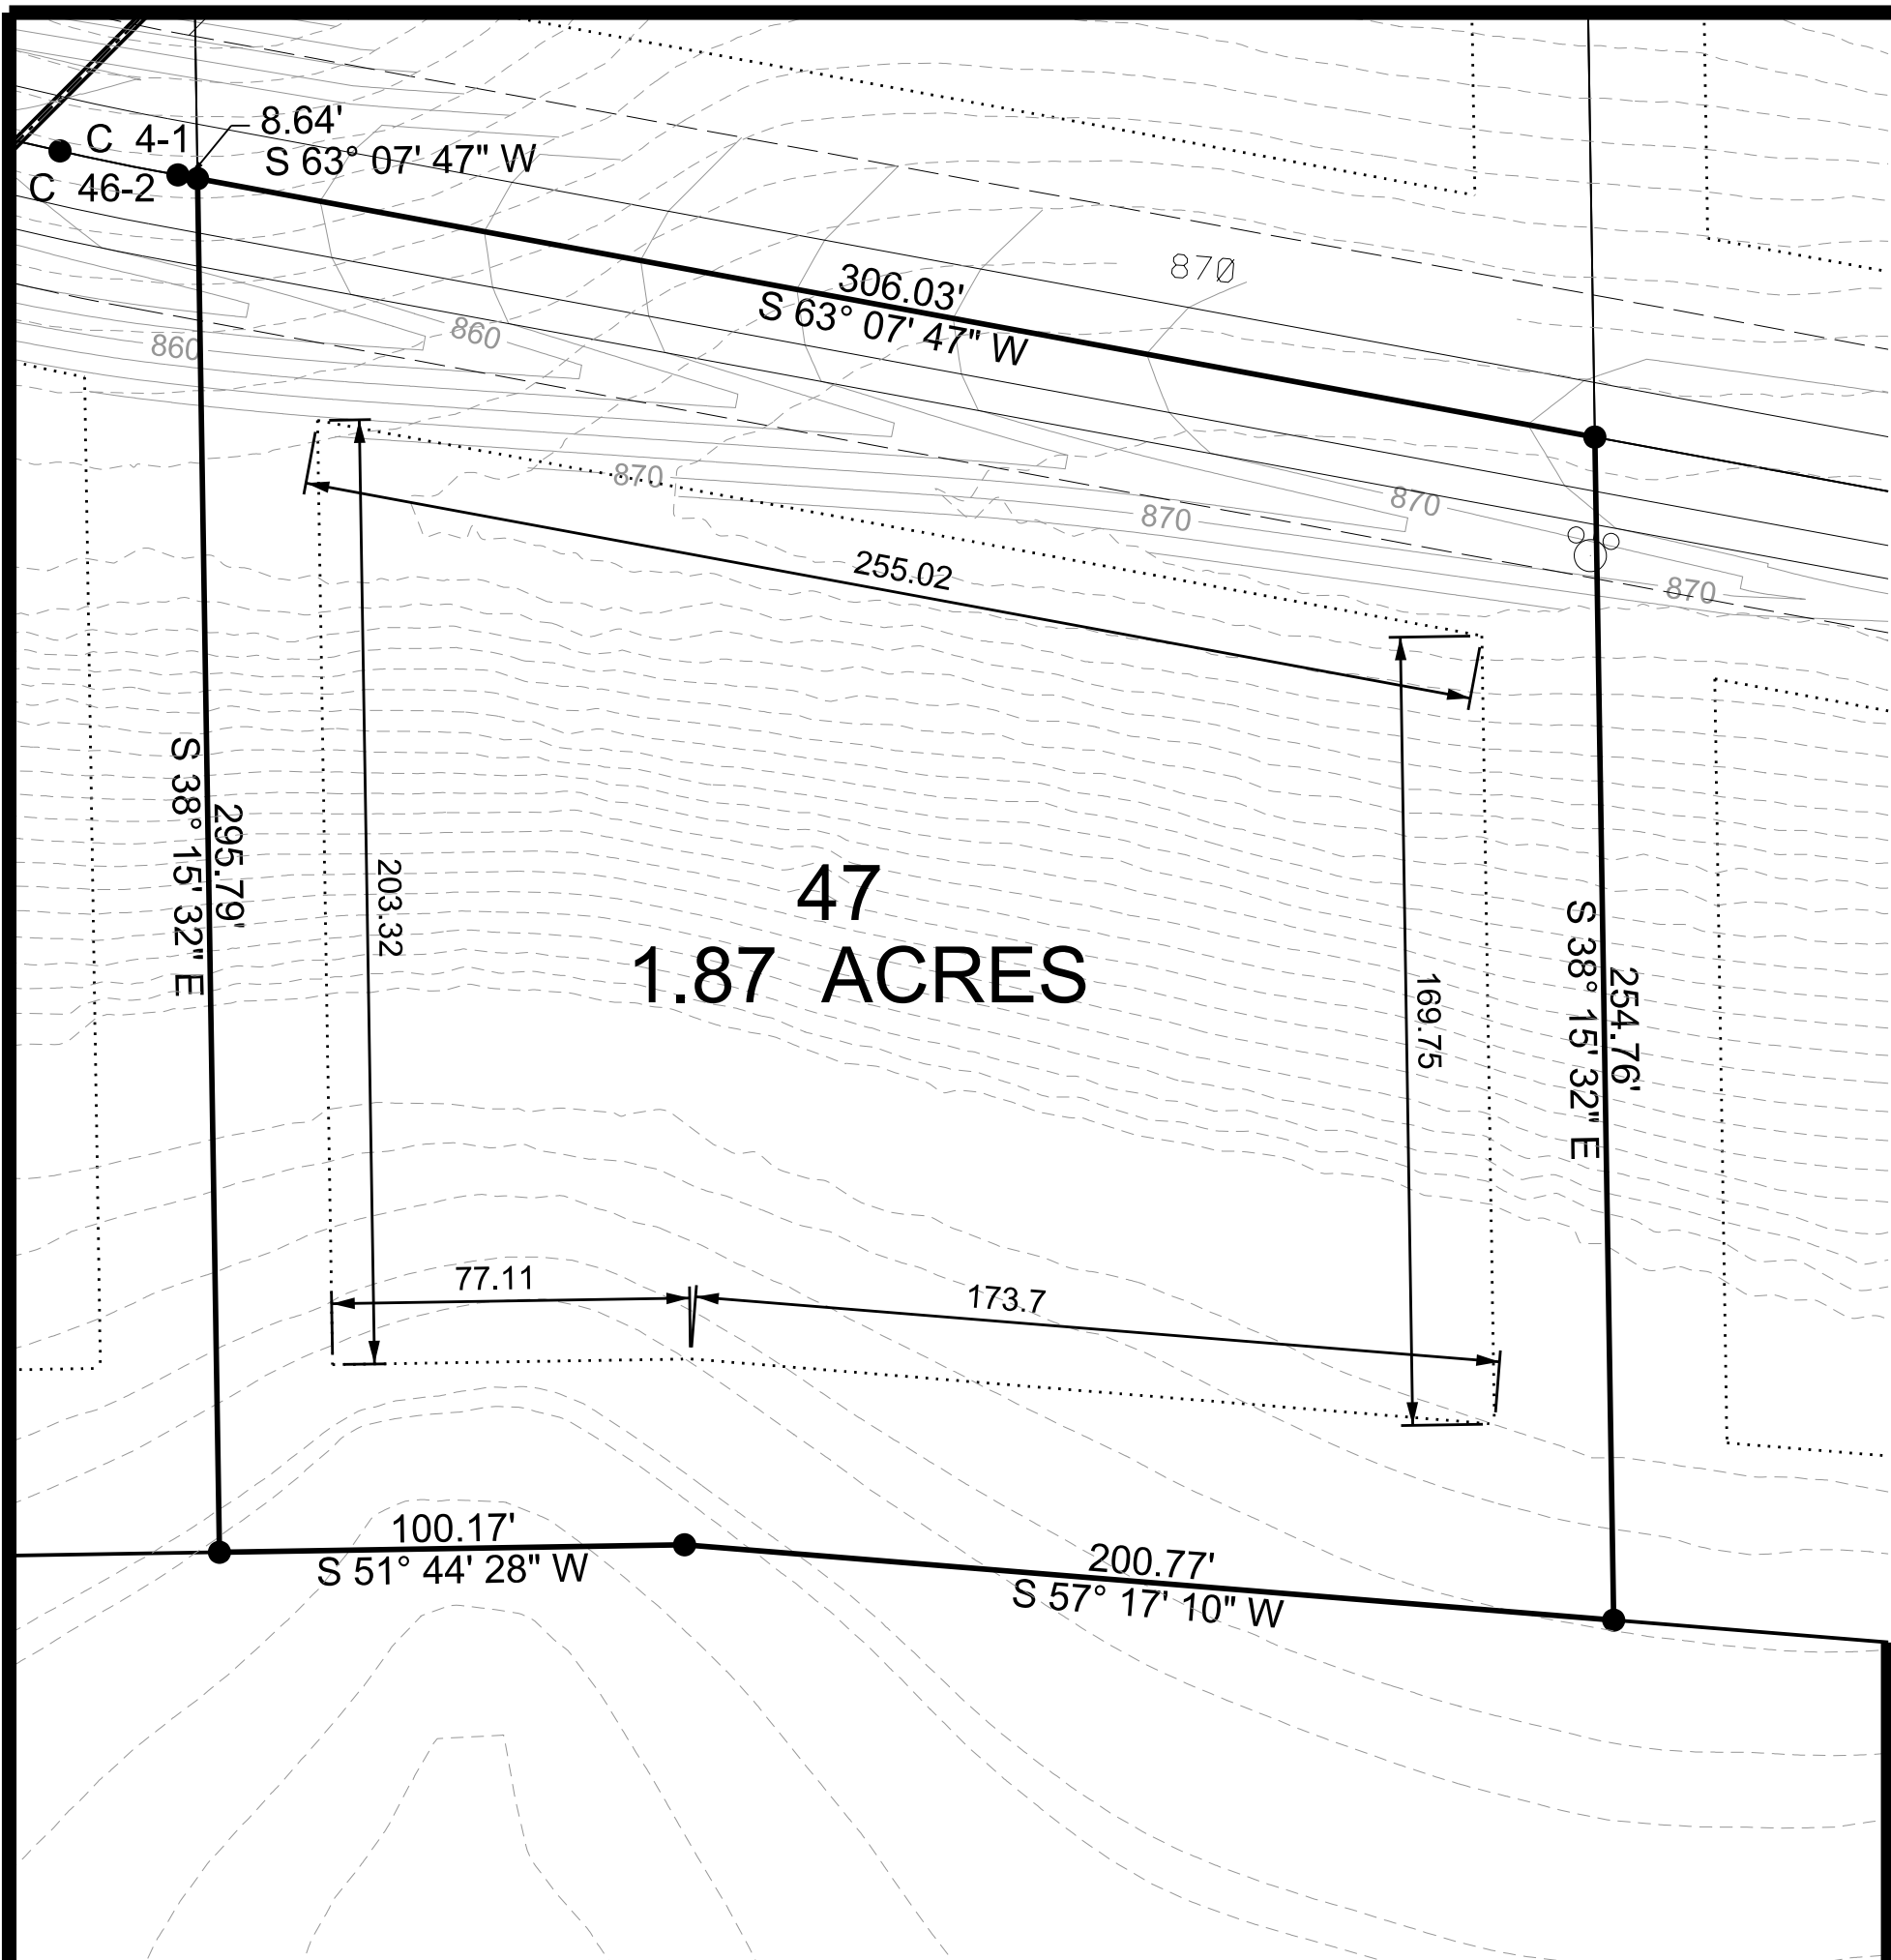 8.64'
C 4-1
S 63° 07' 47" W
C 46-2
870
306.03'
S 63° 07' 47" W
860
860
870
870
870
870
255.02
S 38° 15' 32" E
295.79'
203.32
47
1.87 ACRES
169.75
S 38° 15' 32" E
254.76'
77.11
173.7
100.17'
S 51° 44' 28" W
200.77'
S 57° 17' 10" W